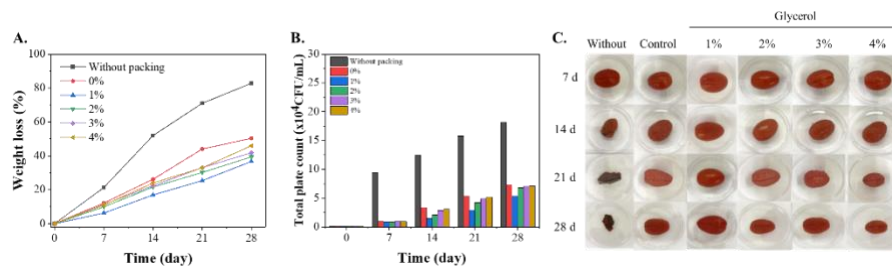 A.
100
80
60
40
20
0
Weight loss (%)
Without packing
0%
1%
2%
3%
4%
0 7 14 21 28
Time (day)
B.
30
25
20
15
10
5
0
Total plate count (x10⁴CFU/mL)
Without packing
0%
1%
2%
3%
4%
0 7 14 21 28
Time (day)
C.
Glycerol
Without Control 1% 2% 3% 4%
7 d
14 d
21 d
28 d